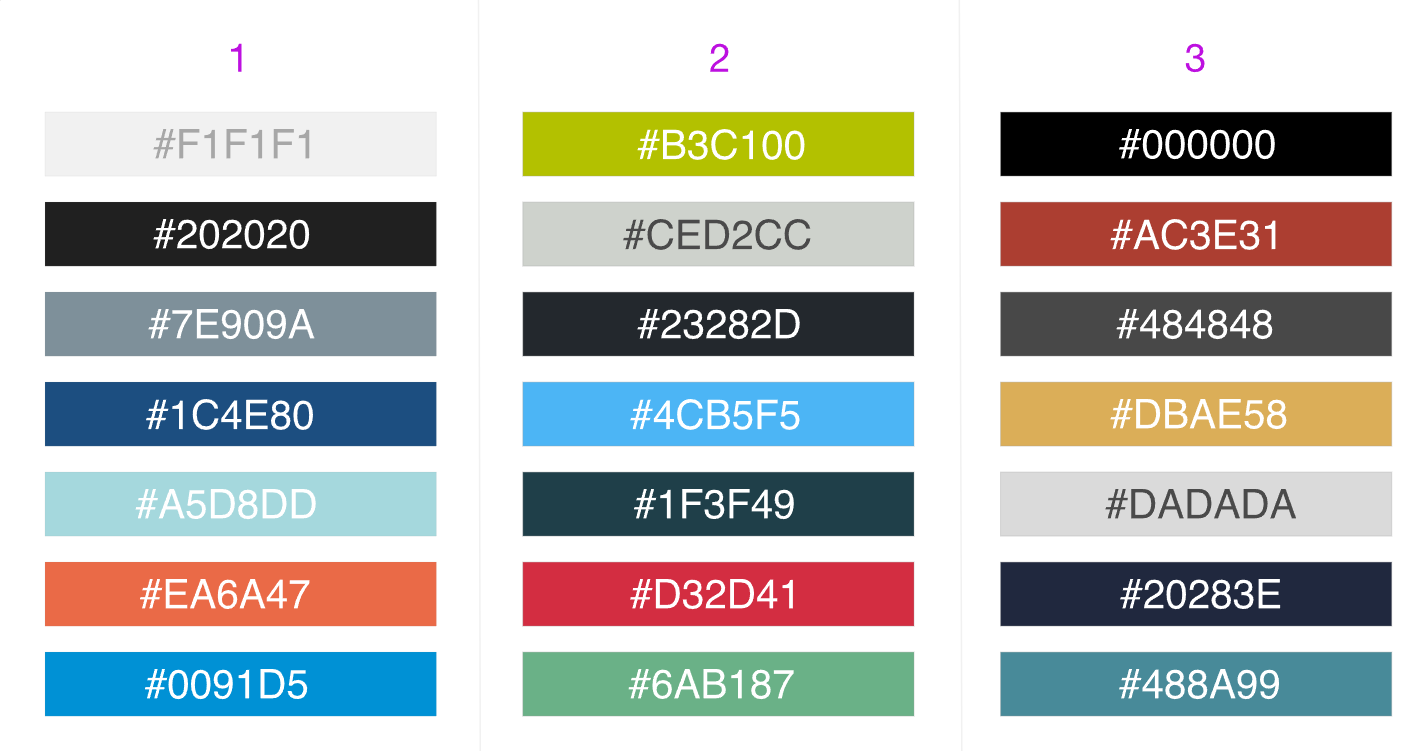 1
#F1F1F1
#202020
#7E909A
#1C4E80
#A5D8DD
#EA6A47
#0091D5
2
#B3C100
#CED2CC
#23282D
#4CB5F5
#1F3F49
#D32D41
#6AB187
3
#000000
#AC3E31
#484848
#DBAE58
#DADADA
#20283E
#488A99